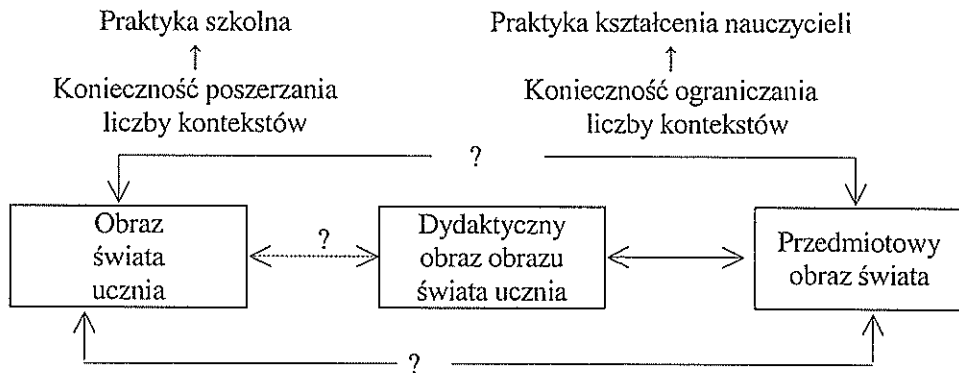 Praktyka szkolna
↑
Konieczność poszerzania
liczby kontekstów
Praktyka kształcenia nauczycieli
↑
Konieczność ograniczania
liczby kontekstów
?
Obraz
świata
ucznia
?
Dydaktyczny
obraz obrazu
świata ucznia
Przedmiotowy
obraz świata
?